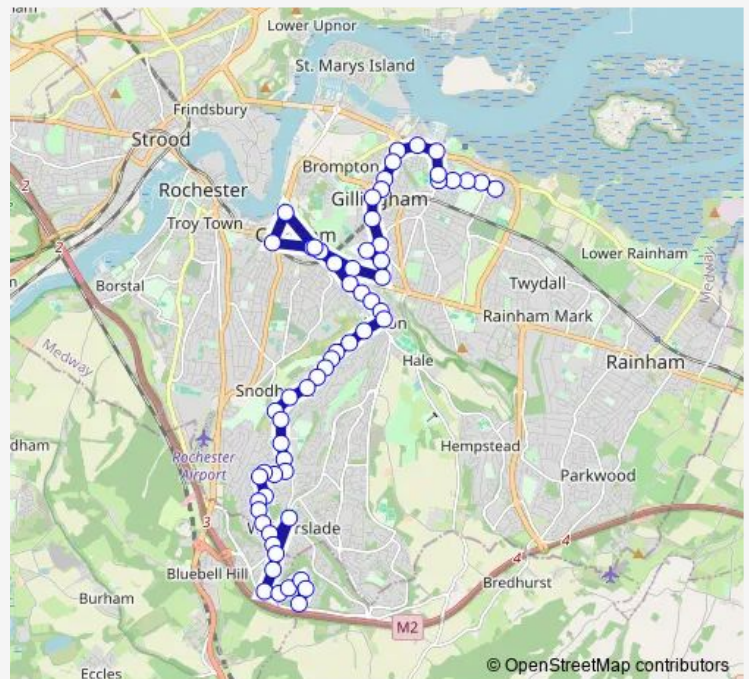 Lower Upnor
St. Marys Island
Frindsbury
Strood
Brompton
Rochester
Gillingham
Troy Town
Lower Rainham
Medway
Borstal
Twydall
Rainham Mark
2
2
Medway
Hale
Rainham
Snodh
Rochester
Airport
Hempstead
Parkwood
3
4
4
Bluebell Hill
Bredhurst
Burham
M2
Eccles
© OpenStreetMap contributors